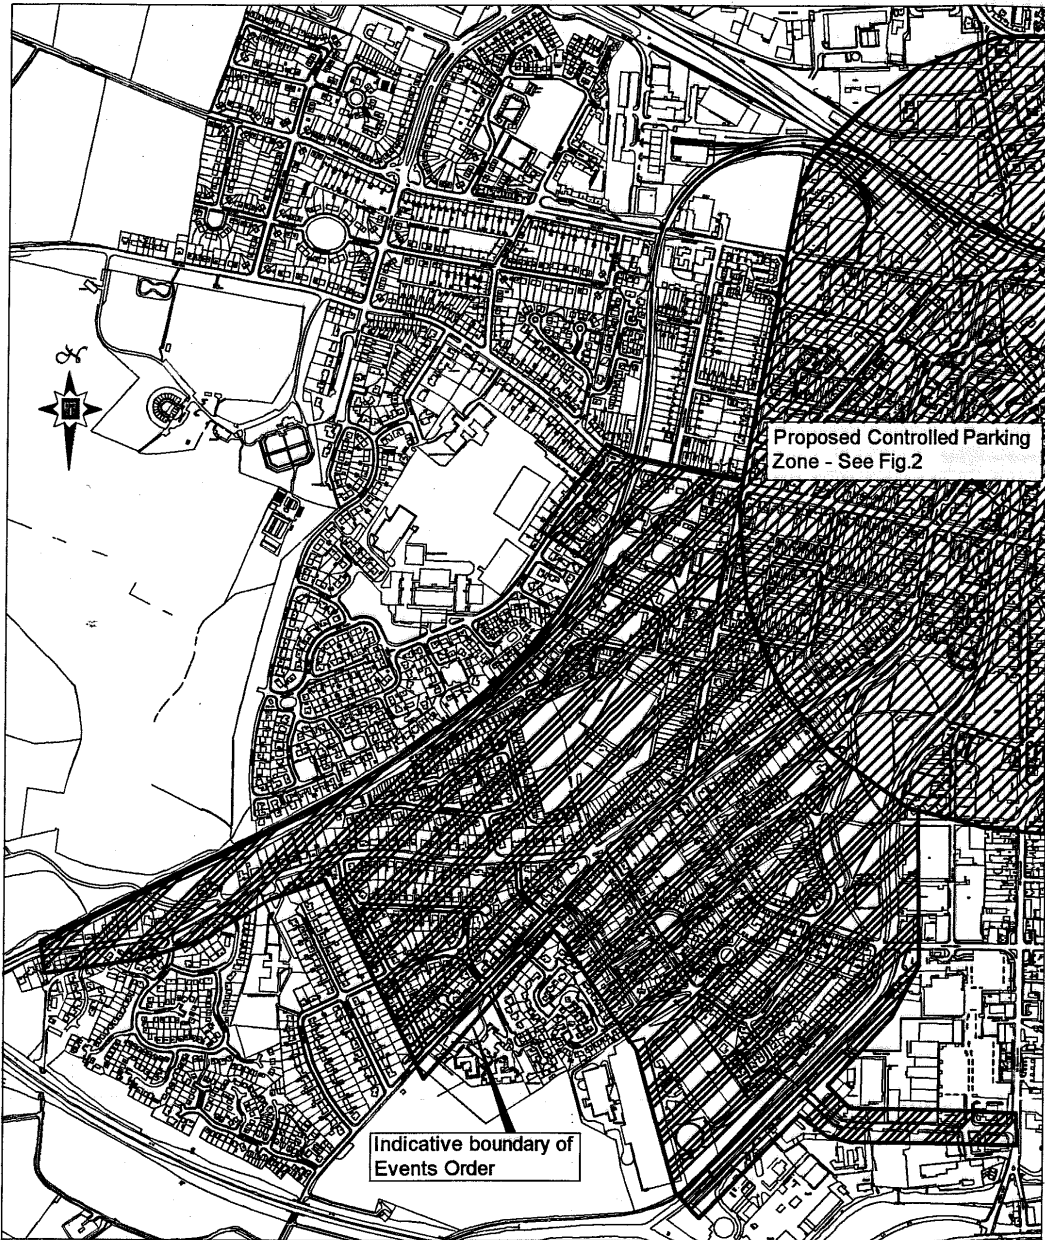 Proposed Controlled Parking
Zone - See Fig.2
Indicative boundary of
Events Order